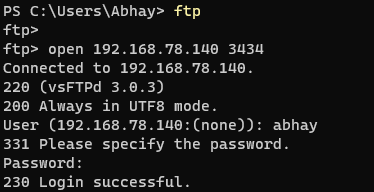 PS C:\Users\Abhay> ftp
ftp>
ftp> open 192.168.78.140 3434
Connected to 192.168.78.140.
220 (vsFTPd 3.0.3)
200 Always in UTF8 mode.
User (192.168.78.140:(none)): abhay
331 Please specify the password.
Password:
230 Login successful.